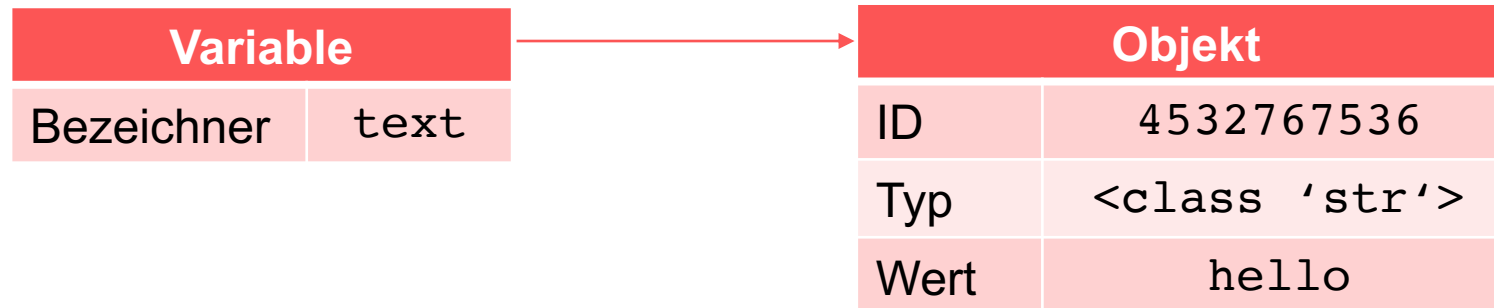 Variable
Objekt
Bezeichner text
ID 4532767536
Typ <class ‘str‘>
Wert hello